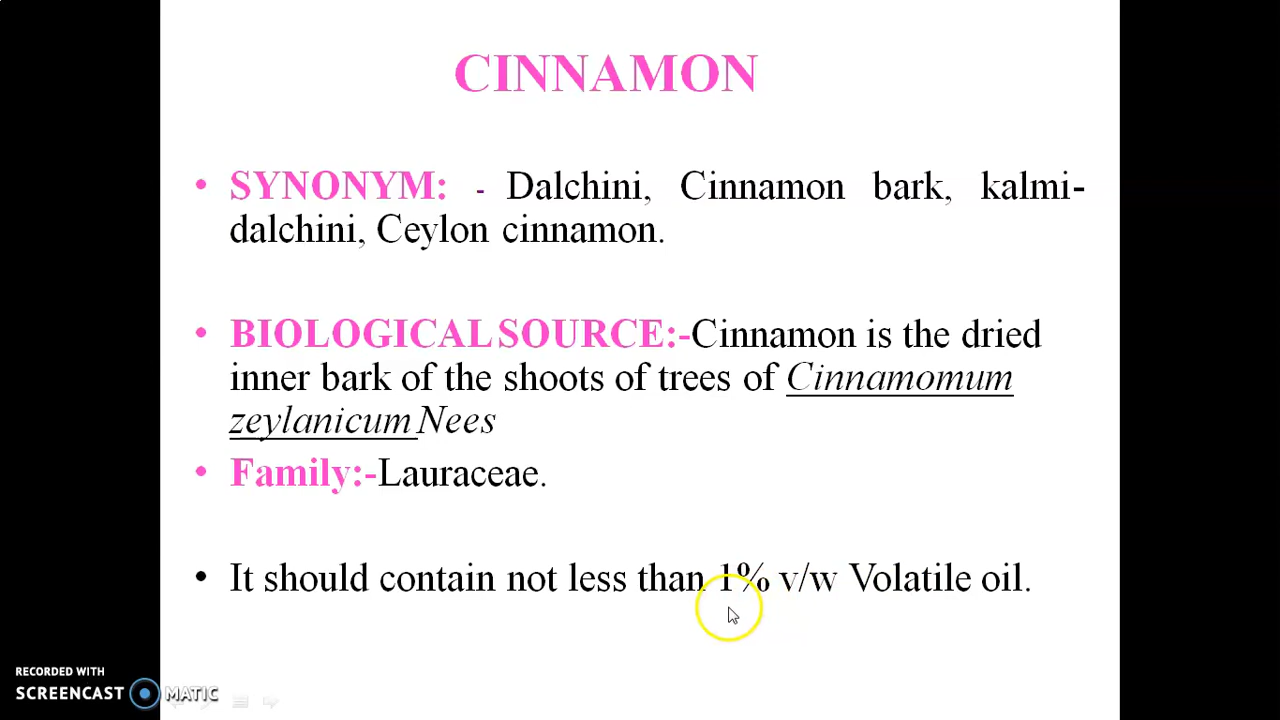 CINNAMON
• SYNONYM: - Dalchini, Cinnamon bark, kalmi-
dalchini, Ceylon cinnamon.
• BIOLOGICAL SOURCE:-Cinnamon is the dried
inner bark of the shoots of trees of Cinnamomum
zeylanicum Nees
• Family:-Lauraceae.
• It should contain not less than 1% v/w Volatile oil.
RECORDED WITH
SCREENCAST MATIC